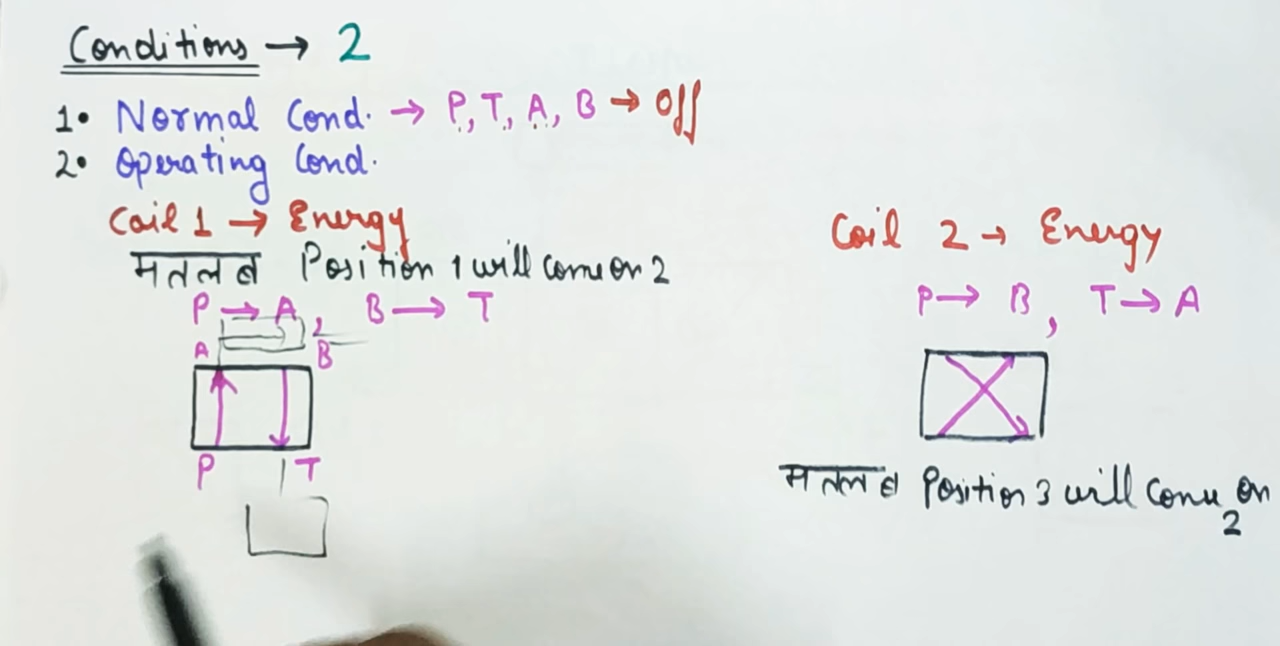 Conditions → 2
1. Normal Cond. → P, T, A, B → Off
2. Operating Cond.
Coil 1 → Energy
मतलब Position 1 will come on 2
P → A, B → T
A B
P T
Coil 2 → Energy
P → B, T → A
मतलब Position 3 will come on 2